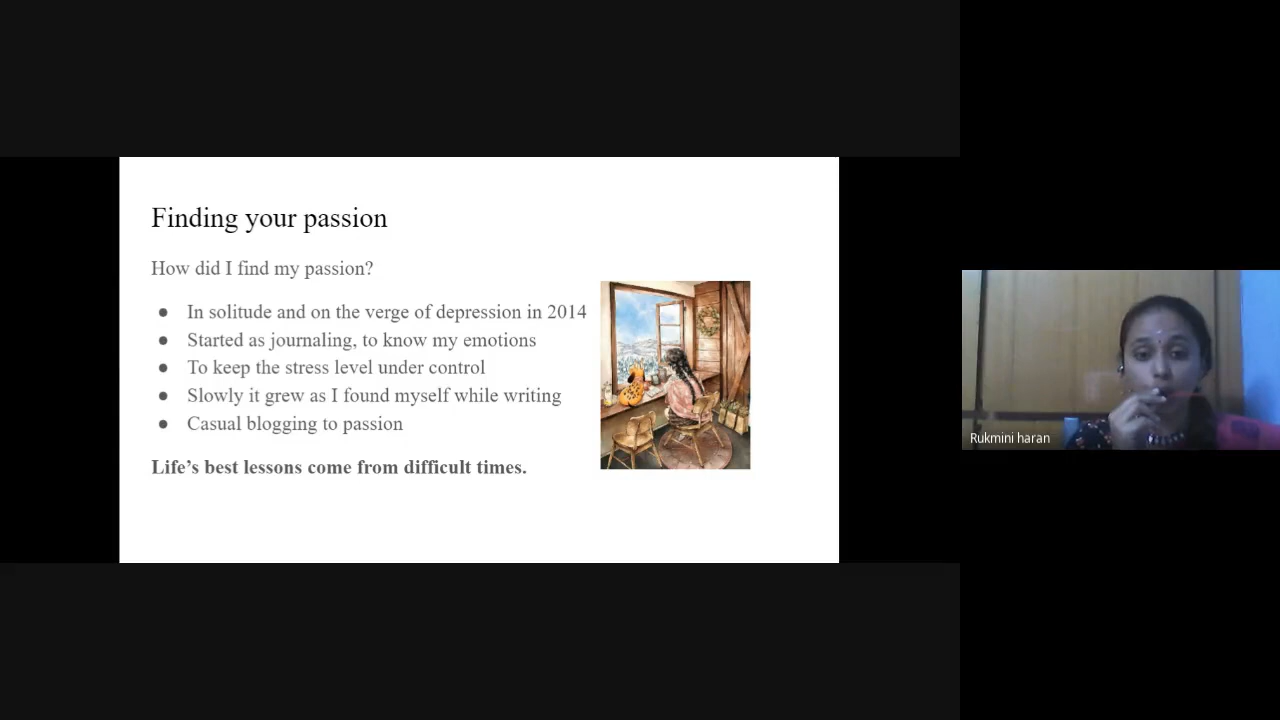 Finding your passion
How did I find my passion?
● In solitude and on the verge of depression in 2014
● Started as journaling, to know my emotions
● To keep the stress level under control
● Slowly it grew as I found myself while writing
● Casual blogging to passion
Life’s best lessons come from difficult times.
Rukmini haran